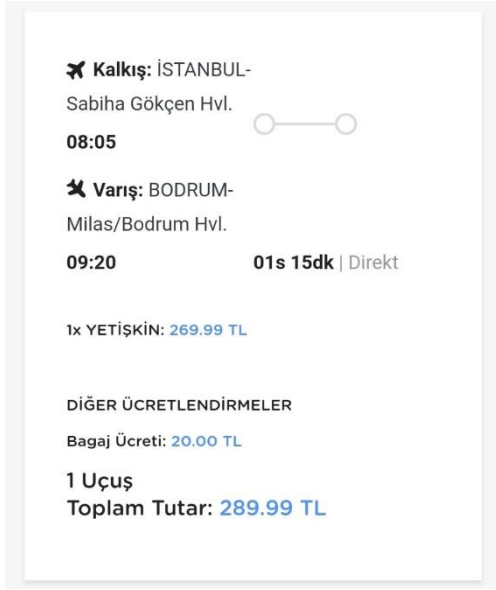 Kalkış: İSTANBUL-
Sabiha Gökçen Hvl.
08:05
Varış: BODRUM-
Milas/Bodrum Hvl.
09:20
01s 15dk | Direkt
1x YETİŞKİN: 269.99 TL
DİĞER ÜCRETLENDİRMELER
Bagaj Ücreti: 20.00 TL
1 Uçuş
Toplam Tutar: 289.99 TL